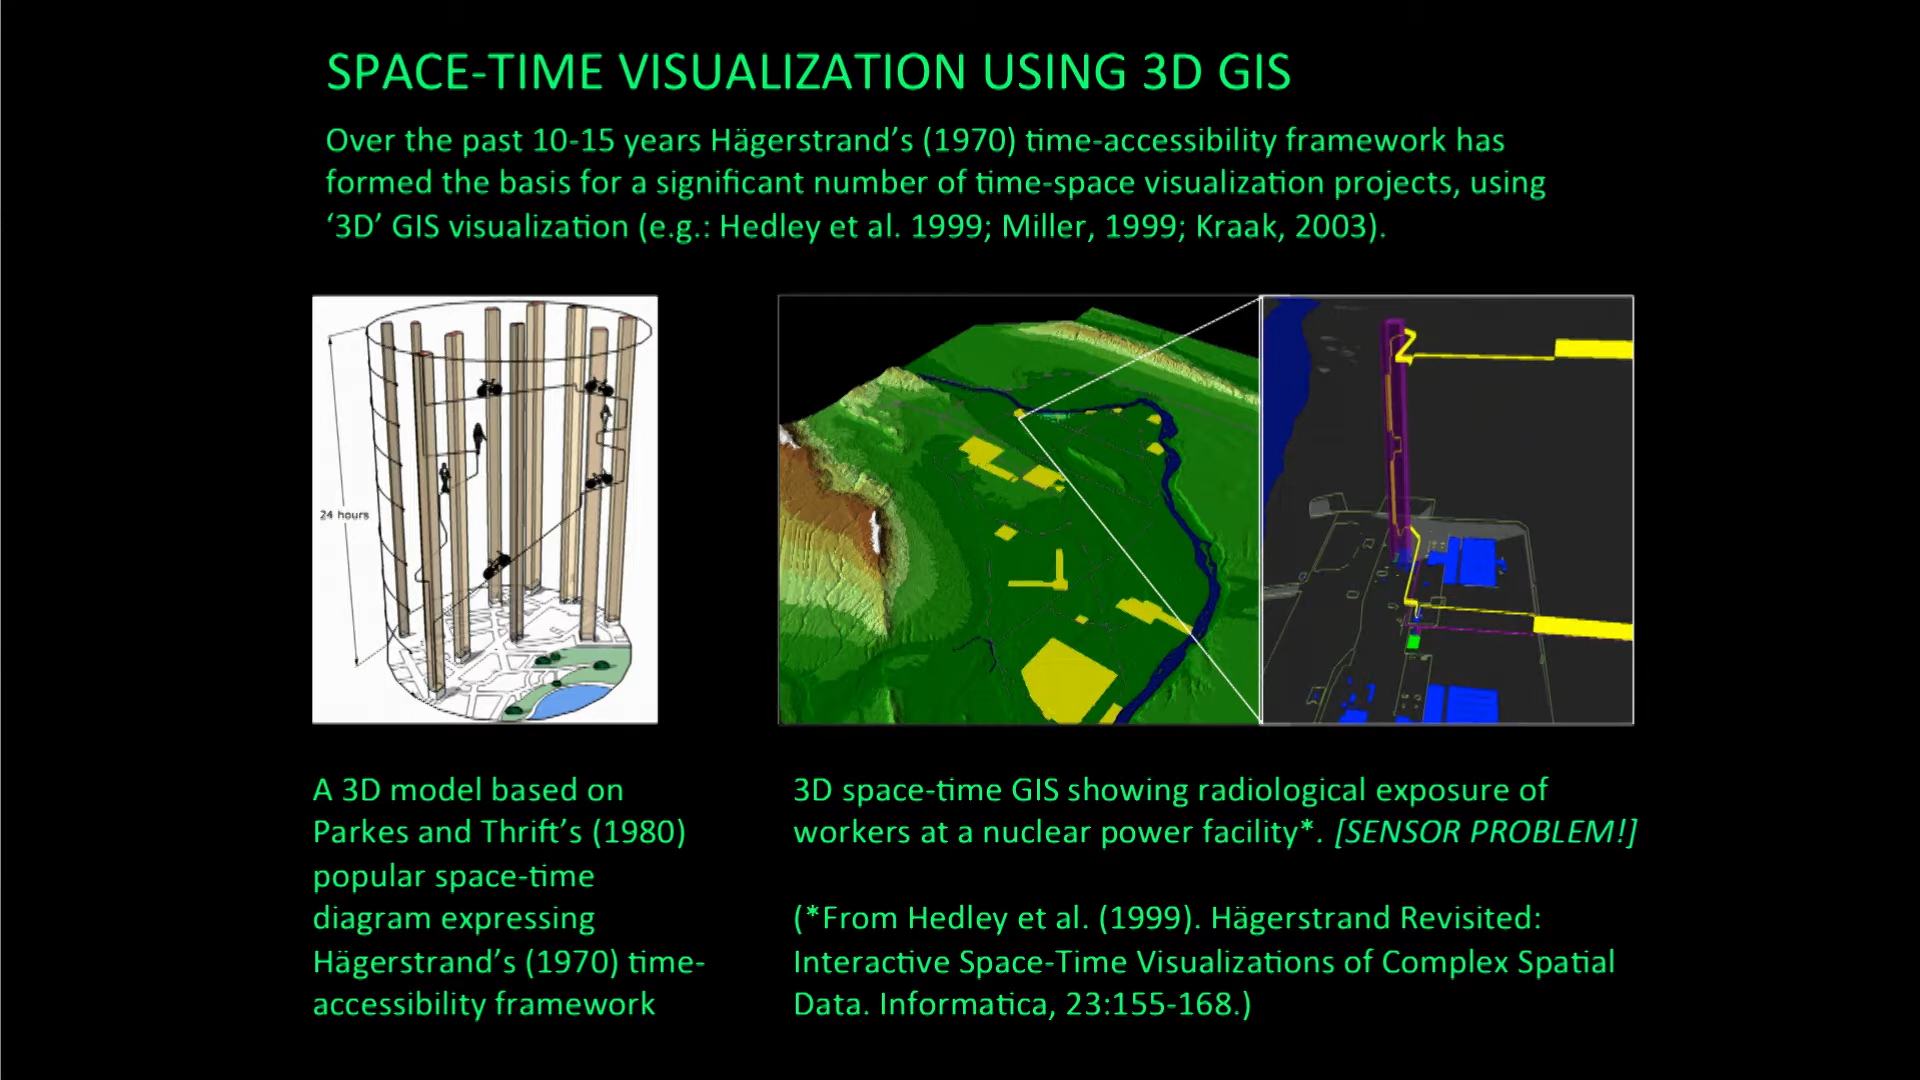 SPACE-TIME VISUALIZATION USING 3D GIS
Over the past 10-15 years Hägerstrand’s (1970) time-accessibility framework has
formed the basis for a significant number of time-space visualization projects, using
‘3D’ GIS visualization (e.g.: Hedley et al. 1999; Miller, 1999; Kraak, 2003).
24 hours
A 3D model based on
Parkes and Thrift’s (1980)
popular space-time
diagram expressing
Hägerstrand’s (1970) time-
accessibility framework
3D space-time GIS showing radiological exposure of
workers at a nuclear power facility*. [SENSOR PROBLEM!]
(*From Hedley et al. (1999). Hägerstrand Revisited:
Interactive Space-Time Visualizations of Complex Spatial
Data. Informatica, 23:155-168.)